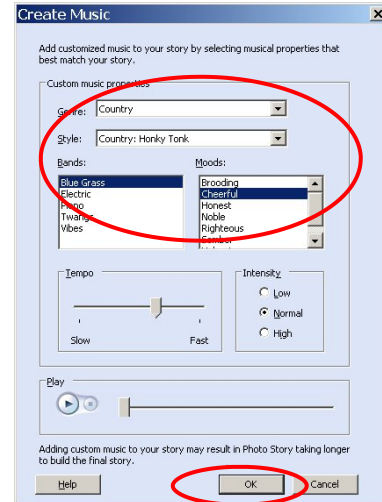 Create Music
Add customized music to your story by selecting musical properties that
best match your story.
Custom music properties
Genre: Country
Style: Country: Honky Tonk
Bands: Moods:
Blue Grass Brooding
Electric Cheerful
Piano Honest
Twangs Noble
Vibes Righteous
Somber
Tempo Intensity
Low
Normal
Slow Fast High
Play
Adding custom music to your story may result in Photo Story taking longer
to build the final story.
Help OK Cancel